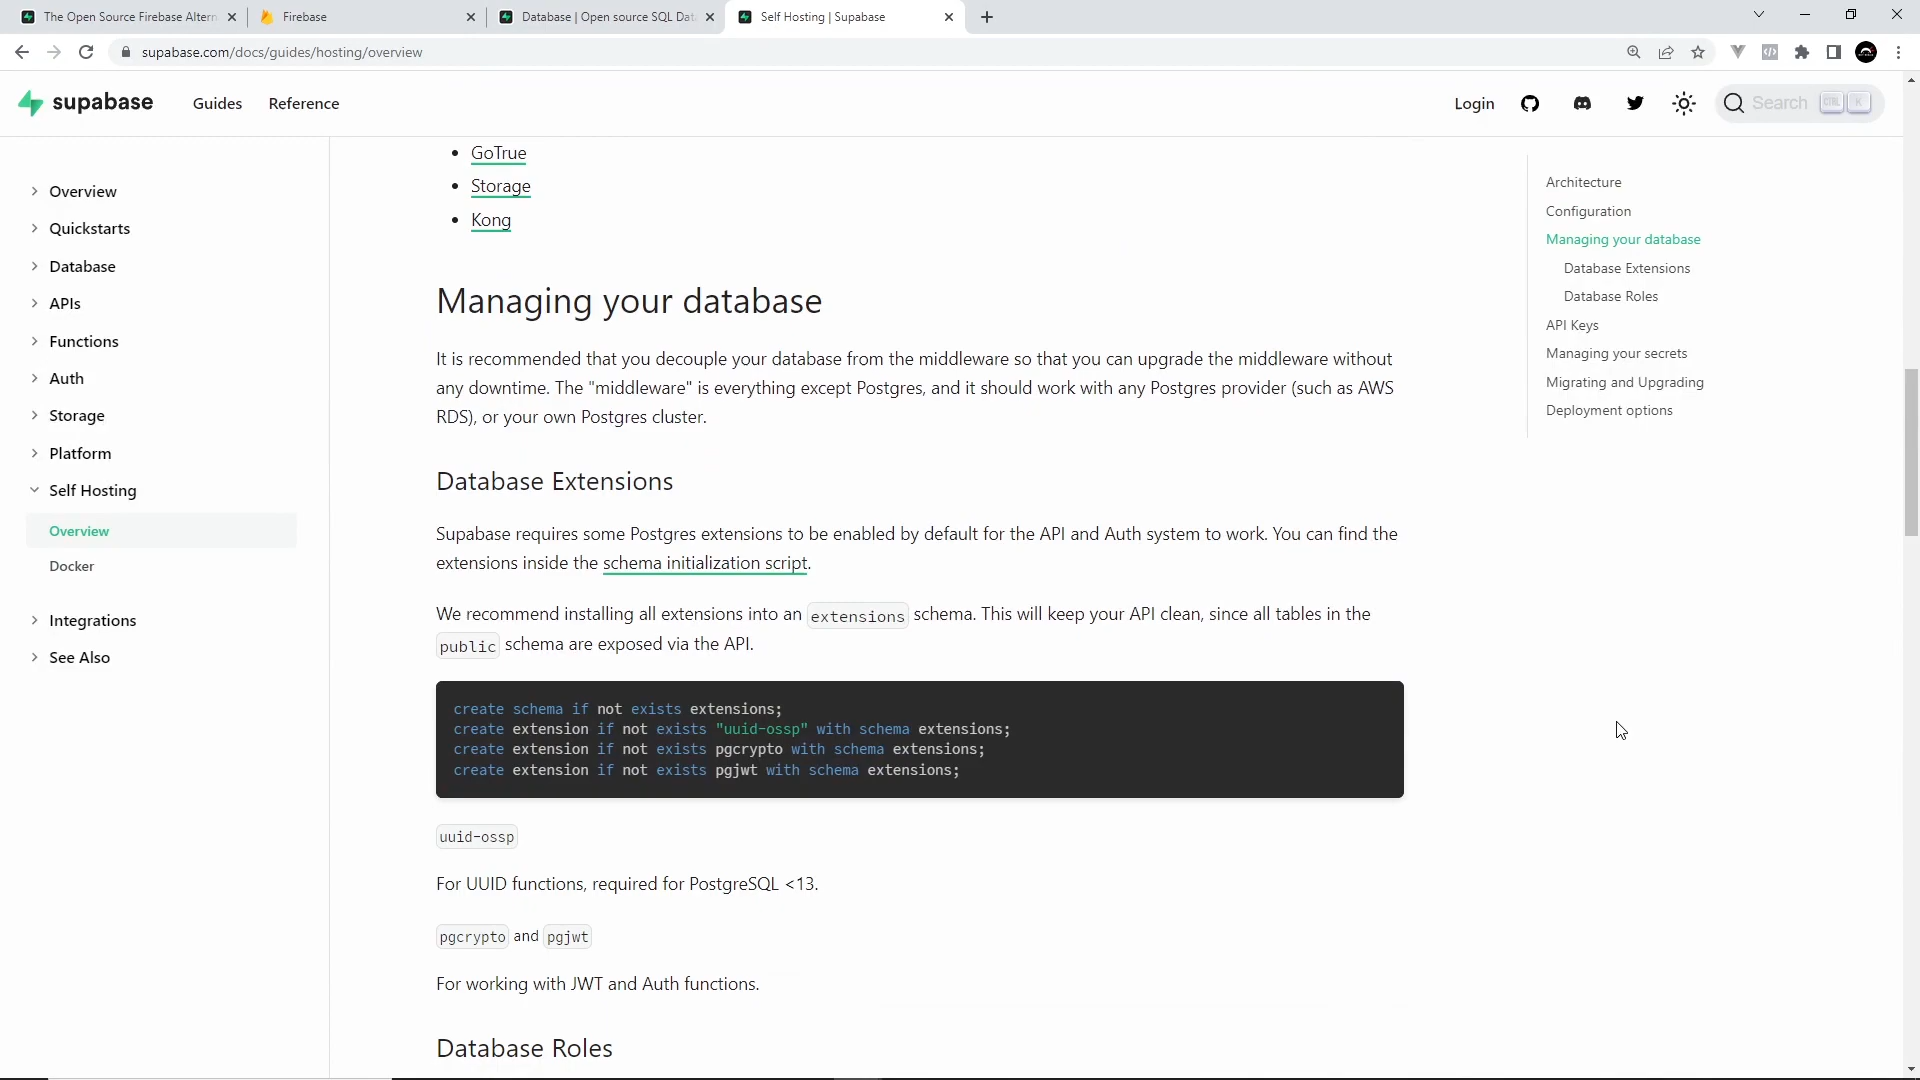 The Open Source Firebase Altern
Firebase
Database | Open source SQL Dat
Self Hosting | Supabase
supabase.com/docs/guides/hosting/overview
supabase
Guides
Reference
Login
Search
CTRL
K
Overview
Quickstarts
Database
APIs
Functions
Auth
Storage
Platform
Self Hosting
Overview
Docker
Integrations
See Also
GoTrue
Storage
Kong
Managing your database
It is recommended that you decouple your database from the middleware so that you can upgrade the middleware without
any downtime. The "middleware" is everything except Postgres, and it should work with any Postgres provider (such as AWS
RDS), or your own Postgres cluster.
Database Extensions
Supabase requires some Postgres extensions to be enabled by default for the API and Auth system to work. You can find the
extensions inside the schema initialization script.
We recommend installing all extensions into an extensions schema. This will keep your API clean, since all tables in the
public schema are exposed via the API.
create schema if not exists extensions;
create extension if not exists "uuid-ossp" with schema extensions;
create extension if not exists pgcrypto with schema extensions;
create extension if not exists pgjwt with schema extensions;
uuid-ossp
For UUID functions, required for PostgreSQL <13.
pgcrypto and pgjwt
For working with JWT and Auth functions.
Database Roles
Architecture
Configuration
Managing your database
Database Extensions
Database Roles
API Keys
Managing your secrets
Migrating and Upgrading
Deployment options